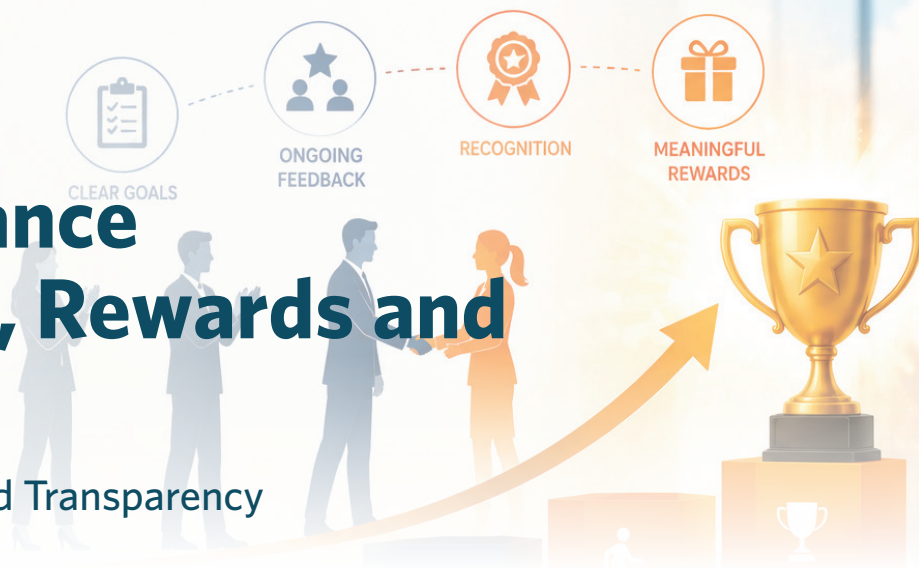 CLEAR GOALS
ONGOING
FEEDBACK
RECOGNITION
MEANINGFUL
REWARDS
ance
, Rewards and
d Transparency